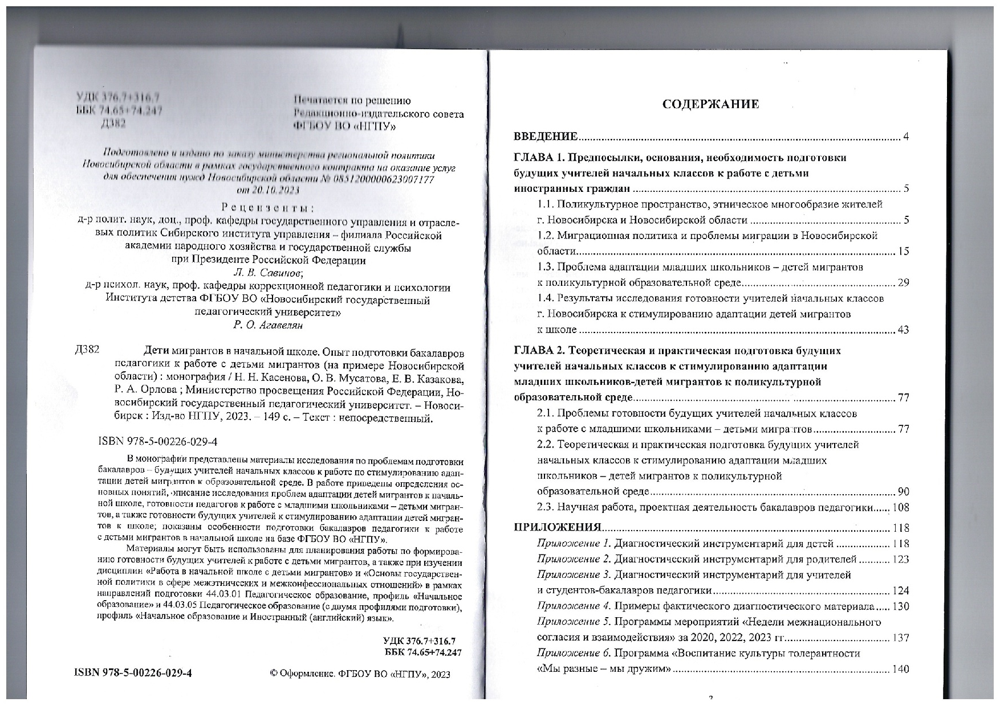 УДК 376.7+316.7
ББК 74.65+74.247
Д382
Печатается по решению
Редакционно-издательского совета
ФГБОУ ВО «НГПУ»
Подготовлено и издано по заказу министерства региональной политики
Новосибирской области в рамках государственного контракта на оказание услуг
для обеспечения нужд Новосибирской области № 0851200000623007177
от 20.10.2023
Рецензенты:
д-р полит. наук, доц., проф. кафедры государственного управления и отрасле-
вых политик Сибирского института управления – филиала Российской
академии народного хозяйства и государственной службы
при Президенте Российской Федерации
Л. В. Савинов;
д-р психол. наук, проф. кафедры коррекционной педагогики и психологии
Института детства ФГБОУ ВО «Новосибирский государственный
педагогический университет»
Р. О. Агавелян
Д382 Дети мигрантов в начальной школе. Опыт подготовки бакалавров
педагогики к работе с детьми мигрантов (на примере Новосибирской
области) : монография / Н. Н. Касенова, О. В. Мусатова, Е. В. Казакова,
Р. А. Орлова ; Министерство просвещения Российской Федерации, Но-
восибирский государственный педагогический университет. – Новоси-
бирск : Изд-во НГПУ, 2023. – 149 с. – Текст : непосредственный.
ISBN 978-5-00226-029-4
В монографии представлены материалы исследования по проблемам подготовки
бакалавров – будущих учителей начальных классов к работе по стимулированию адап-
тации детей мигрантов к образовательной среде. В работе приведены определения ос-
новных понятий, описание исследования проблем адаптации детей мигрантов к началь-
ной школе, готовности педагогов к работе с младшими школьниками – детьми мигран-
тов, а также готовности будущих учителей к стимулированию адаптации детей мигран-
тов к школе; показаны особенности подготовки бакалавров педагогики к работе
с детьми мигрантов в начальной школе на базе ФГБОУ ВО «НГПУ».
Материалы могут быть использованы для планирования работы по формирова-
нию готовности будущих учителей к работе с детьми мигрантов, а также при изучении
дисциплин «Работа в начальной школе с детьми мигрантов» и «Основы государствен-
ной политики в сфере межэтнических и межконфессиональных отношений» в рамках
направлений подготовки 44.03.01 Педагогическое образование, профиль «Начальное
образование» и 44.03.05 Педагогическое образование (с двумя профилями подготовки),
профиль «Начальное образование и Иностранный (английский) язык».
УДК 376.7+316.7
ББК 74.65+74.247
ISBN 978-5-00226-029-4
© Оформление. ФГБОУ ВО «НГПУ», 2023
СОДЕРЖАНИЕ
ВВЕДЕНИЕ.......... 4
ГЛАВА 1. Предпосылки, основания, необходимость подготовки
будущих учителей начальных классов к работе с детьми
иностранных граждан .......... 5
1.1. Поликультурное пространство, этническое многообразие жителей
г. Новосибирска и Новосибирской области .......... 5
1.2. Миграционная политика и проблемы миграции в Новосибирской
области.......... 15
1.3. Проблема адаптации младших школьников – детей мигрантов
к поликультурной образовательной среде.......... 29
1.4. Результаты исследования готовности учителей начальных классов
г. Новосибирска к стимулированию адаптации детей мигрантов
к школе .......... 43
ГЛАВА 2. Теоретическая и практическая подготовка будущих
учителей начальных классов к стимулированию адаптации
младших школьников-детей мигрантов к поликультурной
образовательной среде.......... 77
2.1. Проблемы готовности будущих учителей начальных классов
к работе с младшими школьниками – детьми мигрантов.......... 77
2.2. Теоретическая и практическая подготовка будущих учителей
начальных классов к стимулированию адаптации младших
школьников – детей мигрантов к поликультурной
образовательной среде.......... 90
2.3. Научная работа, проектная деятельность бакалавров педагогики...... 108
ПРИЛОЖЕНИЯ.......... 118
Приложение 1. Диагностический инструментарий для детей .......... 118
Приложение 2. Диагностический инструментарий для родителей .......... 123
Приложение 3. Диагностический инструментарий для учителей
и студентов-бакалавров педагогики.......... 124
Приложение 4. Примеры фактического диагностического материала..... 130
Приложение 5. Программы мероприятий «Недели межнационального
согласия и взаимодействия» за 2020, 2022, 2023 гг.......... 137
Приложение 6. Программа «Воспитание культуры толерантности
«Мы разные – мы дружим» .......... 140
3